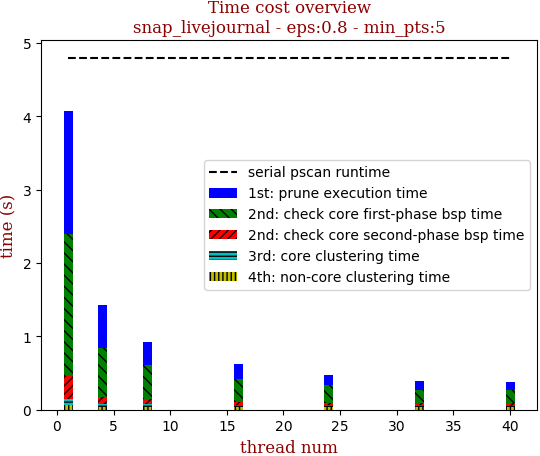 Time cost overview
snap_livejournal - eps:0.8 - min_pts:5
time (s)
5
4
3
2
1
0
serial pscan runtime
1st: prune execution time
2nd: check core first-phase bsp time
2nd: check core second-phase bsp time
3rd: core clustering time
4th: non-core clustering time
0 5 10 15 20 25 30 35 40
thread num